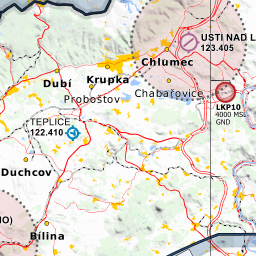 USTI NAD L
123.405
Chlumec
Krupka
Dubí
Probostov
Chabařovice
LKP10
4000 MSL
GND
TEPLICE
122.410
Duchcov
Bílina